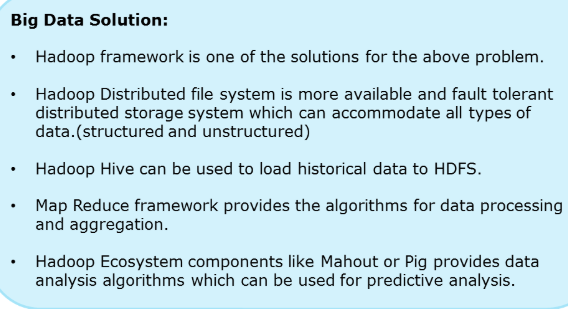 Big Data Solution:
• Hadoop framework is one of the solutions for the above problem.
• Hadoop Distributed file system is more available and fault tolerant
distributed storage system which can accommodate all types of
data.(structured and unstructured)
• Hadoop Hive can be used to load historical data to HDFS.
• Map Reduce framework provides the algorithms for data processing
and aggregation.
• Hadoop Ecosystem components like Mahout or Pig provides data
analysis algorithms which can be used for predictive analysis.